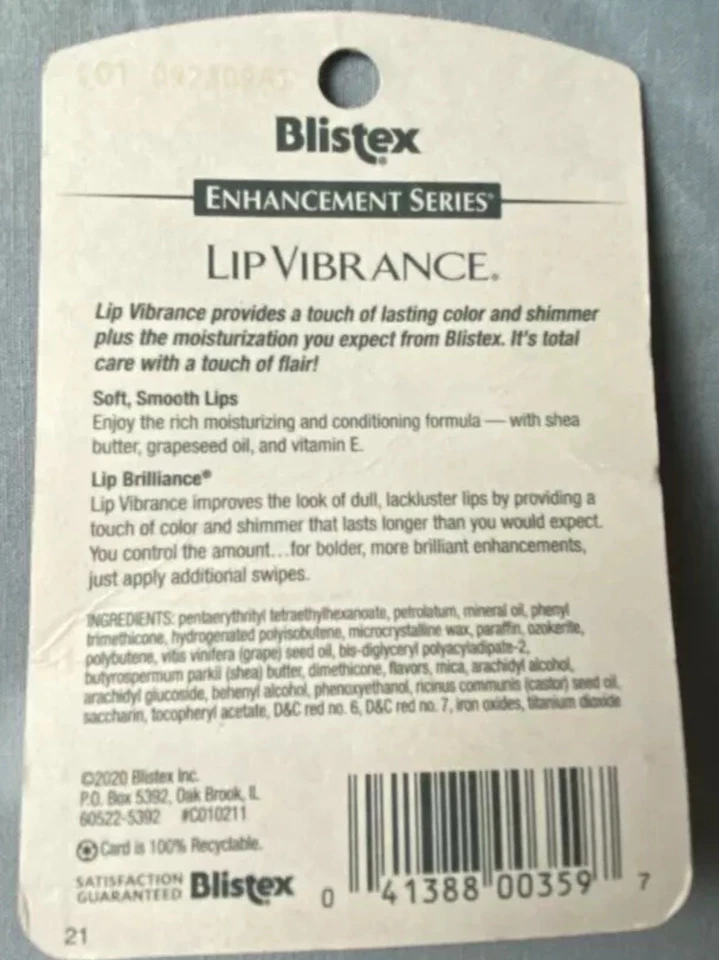 LOT
Blistex
ENHANCEMENT SERIES
LIP VIBRANCE®
Lip Vibrance provides a touch of lasting color and shimmer
plus the moisturization you expect from Blistex. It's total
care with a touch of flair!
Soft, Smooth Lips
Enjoy the rich moisturizing and conditioning formula — with shea
butter, grapeseed oil, and vitamin E.
Lip Brilliance®
Lip Vibrance improves the look of dull, lackluster lips by providing a
touch of color and shimmer that lasts longer than you would expect.
You control the amount...for bolder, more brilliant enhancements,
just apply additional swipes.
INGREDIENTS: pentaerythrityl tetraethylhexanoate, petrolatum, mineral oil, phenyl
trimethicone, hydrogenated polyisobutene, microcrystalline wax, paraffin, ozokerite,
polybutene, vitis vinifera (grape) seed oil, bis-diglyceryl polyacyladipate-2,
butyrospermum parkii (shea) butter, dimethicone, flavors, mica, arachidyl alcohol,
arachidyl glucoside, behenyl alcohol, phenoxyethanol, ricinus communis (castor) seed oil,
saccharin, tocopheryl acetate, D&C red no. 6, D&C red no. 7, iron oxides, titanium dioxide
©2020 Blistex Inc.
P.O. Box 5392, Oak Brook, IL
60522-5392 #C010211
Card is 100% Recyclable.
SATISFACTION
GUARANTEED Blistex
0 41388 00359 7
21